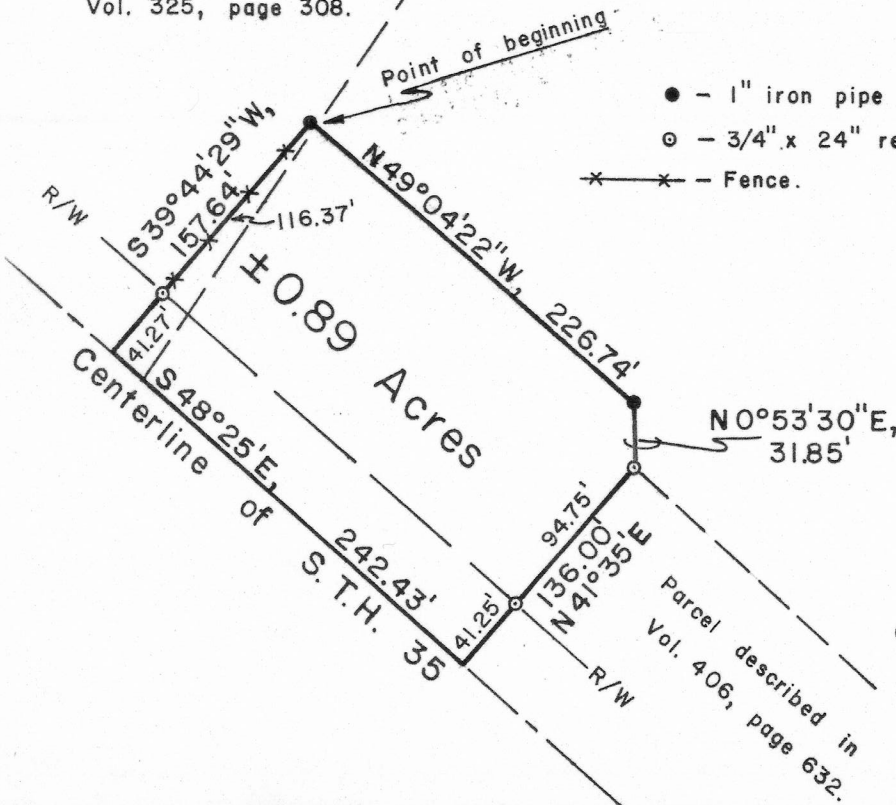 Vol. 325, page 308.
Point of beginning
● – 1" iron pipe
⊙ – 3/4" x 24"
×——× – Fence.
R/W
S39°44'29"W,
157.64'
116.37'
N49°04'22"W, 226.74'
±0.89 Acres
41.27'
S48°25'E, 242.43'
Centerline of S.T.H. 35
N0°53'30"E,
31.85'
94.75'
136.00'
N41°35'E
41.25'
R/W
Parcel described in
Vol. 406, page 632.